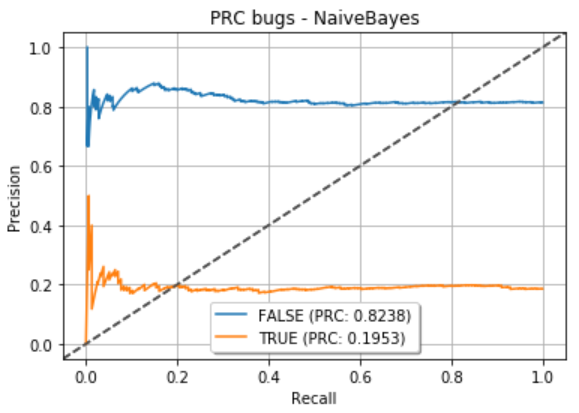 PRC bugs - NaiveBayes
Precision
1.0
0.8
0.6
0.4
0.2
0.0
FALSE (PRC: 0.8238)
TRUE (PRC: 0.1953)
0.0 0.2 0.4 0.6 0.8 1.0
Recall